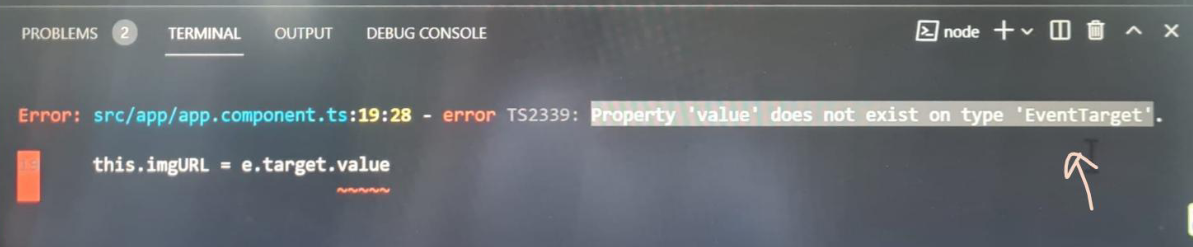 PROBLEMS 2 TERMINAL OUTPUT DEBUG CONSOLE node
Error: src/app/app.component.ts:19:28 - error TS2339: Property 'value' does not exist on type 'EventTarget'.
19 this.imgURL = e.target.value
~~~~~